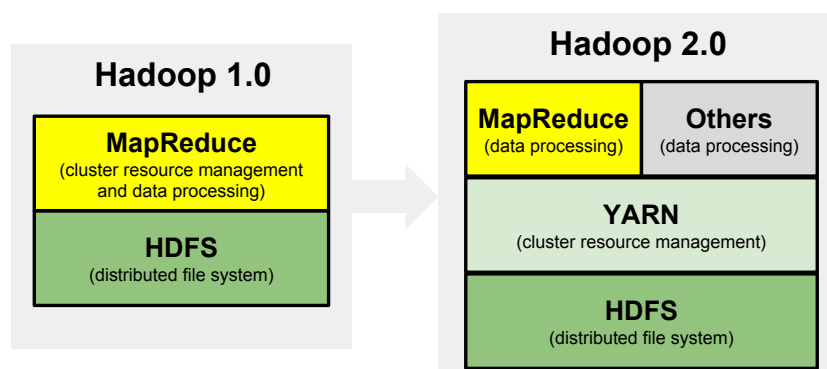 Hadoop 1.0
MapReduce
(cluster resource management
and data processing)
HDFS
(distributed file system)
Hadoop 2.0
MapReduce
(data processing)
Others
(data processing)
YARN
(cluster resource management)
HDFS
(distributed file system)